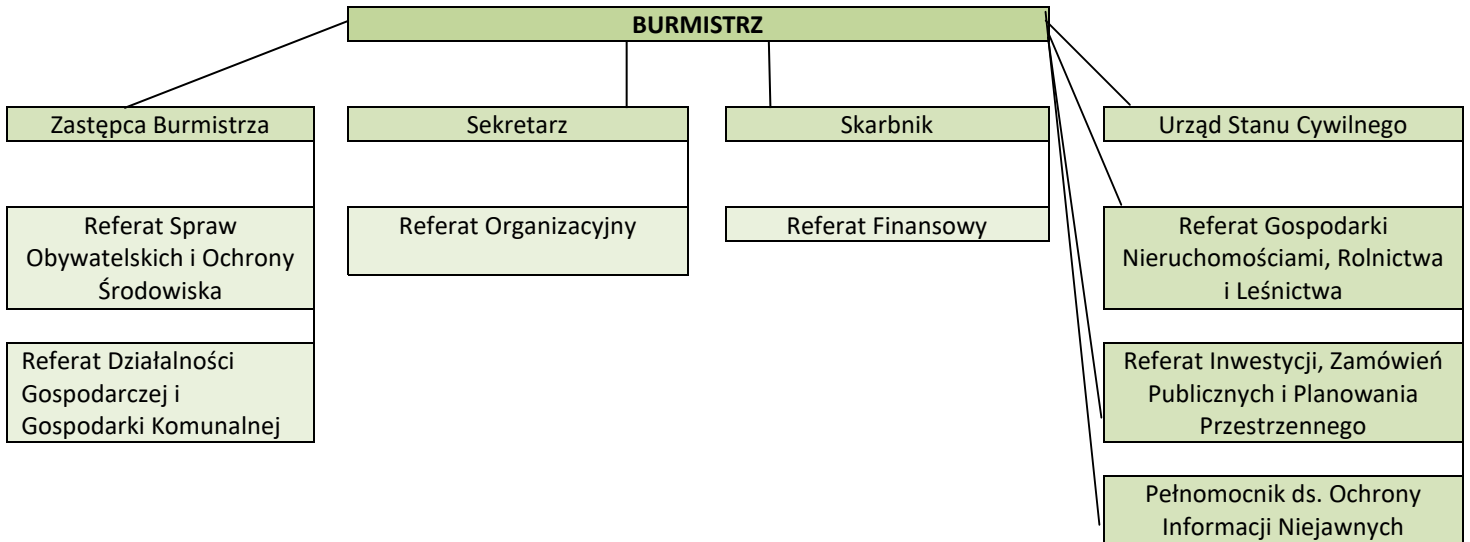 BURMISTRZ
Zastępca Burmistrza
Sekretarz
Skarbnik
Urząd Stanu Cywilnego
Referat Spraw
Obywatelskich i Ochrony
Środowiska
Referat Organizacyjny
Referat Finansowy
Referat Gospodarki
Nieruchomościami, Rolnictwa
i Leśnictwa
Referat Działalności
Gospodarczej i
Gospodarki Komunalnej
Referat Inwestycji, Zamówień
Publicznych i Planowania
Przestrzennego
Pełnomocnik ds. Ochrony
Informacji Niejawnych